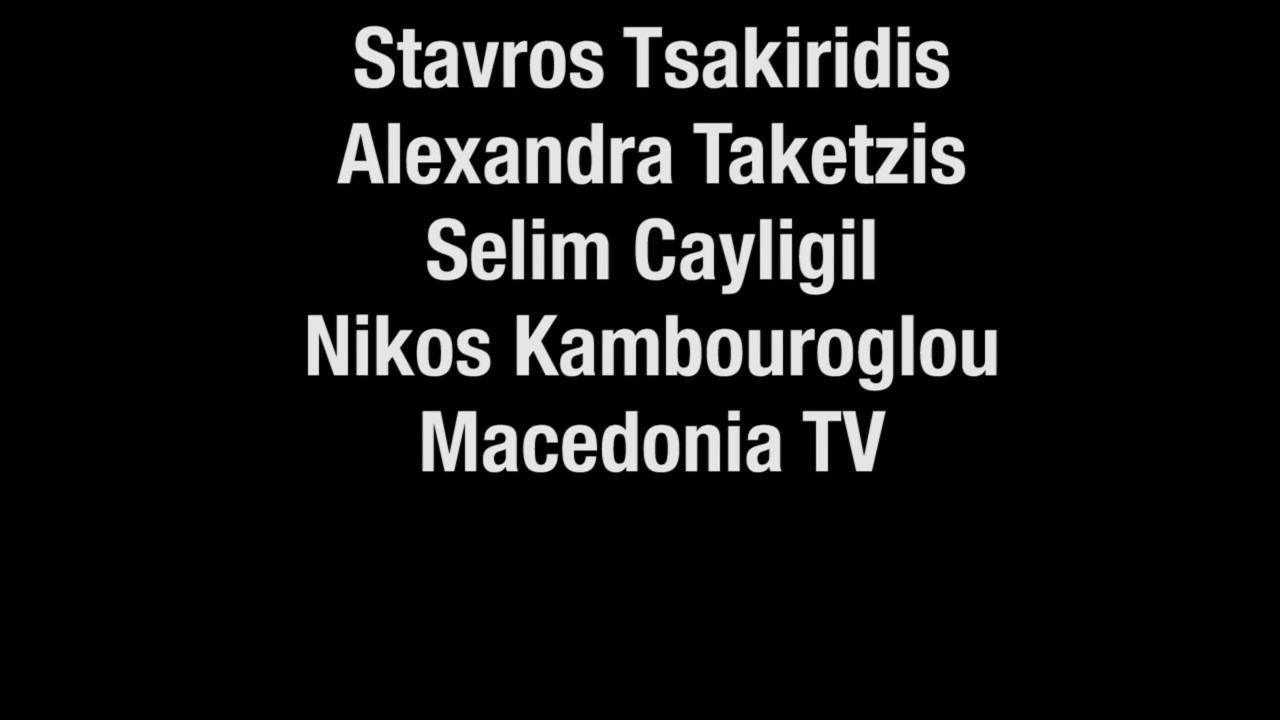 Stavros Tsakiridis
Alexandra Taketzis
Selim Cayligil
Nikos Kambouroglou
Macedonia TV